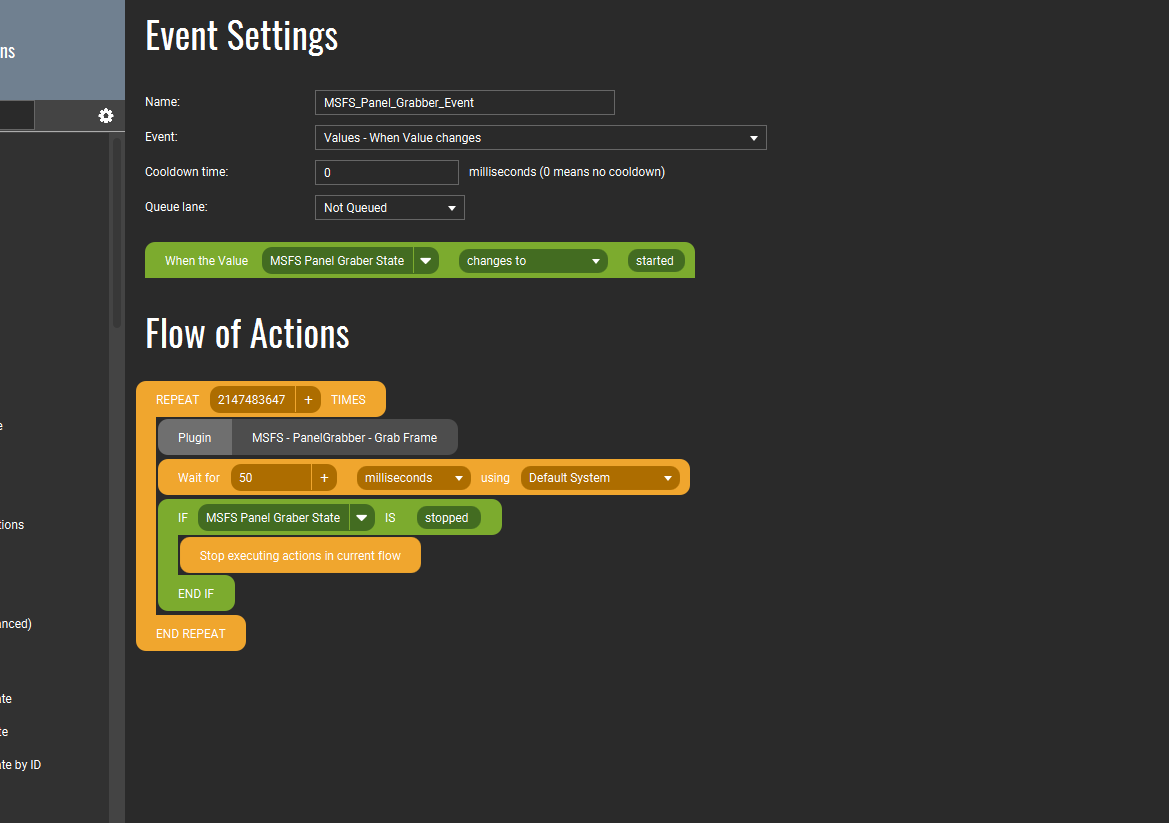 ns
Event Settings
Name: MSFS_Panel_Grabber_Event
Event: Values - When Value changes
Cooldown time: 0 milliseconds (0 means no cooldown)
Queue lane: Not Queued
When the Value MSFS Panel Graber State changes to started
Flow of Actions
REPEAT 2147483647 + TIMES
e
Plugin MSFS - PanelGrabber - Grab Frame
Wait for 50 + milliseconds using Default System
IF MSFS Panel Graber State IS stopped
tions
Stop executing actions in current flow
END IF
anced)
END REPEAT
ate
te
ate by ID